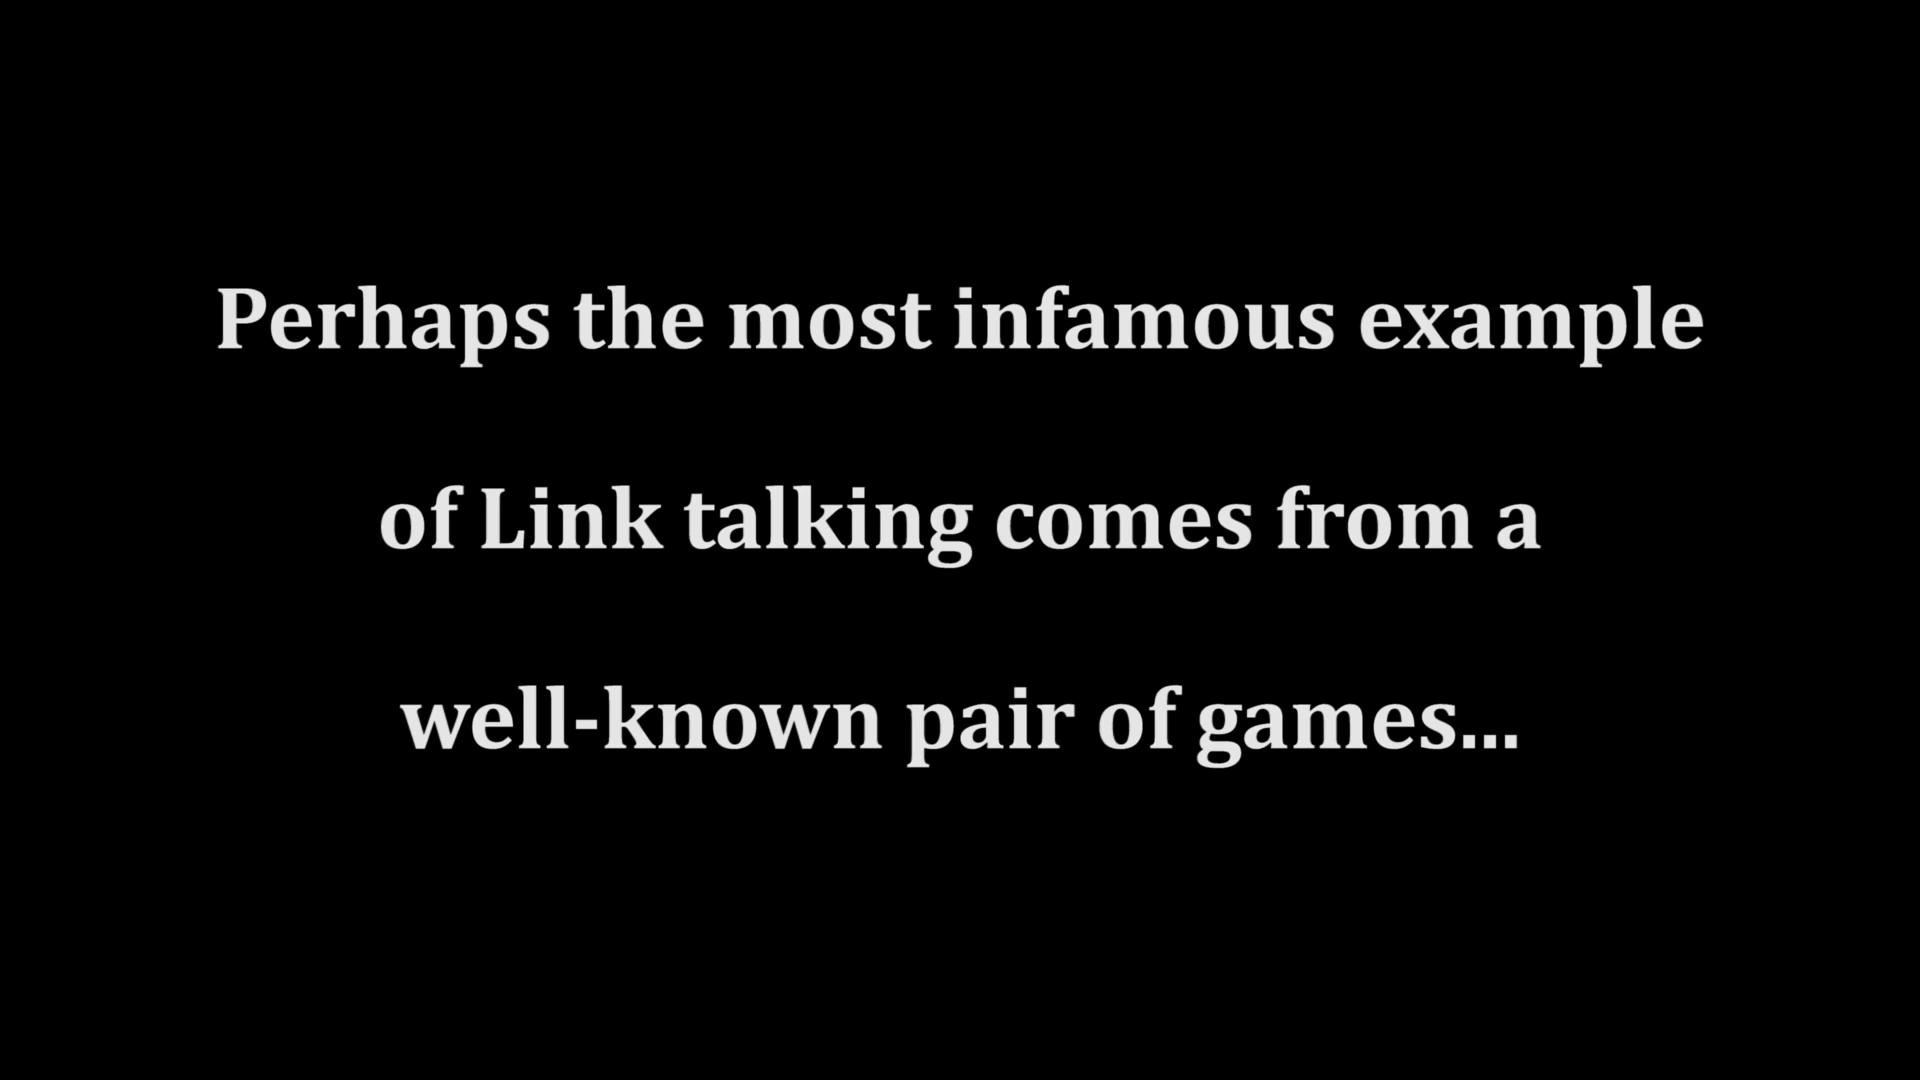 Perhaps the most infamous example
of Link talking comes from a
well-known pair of games...